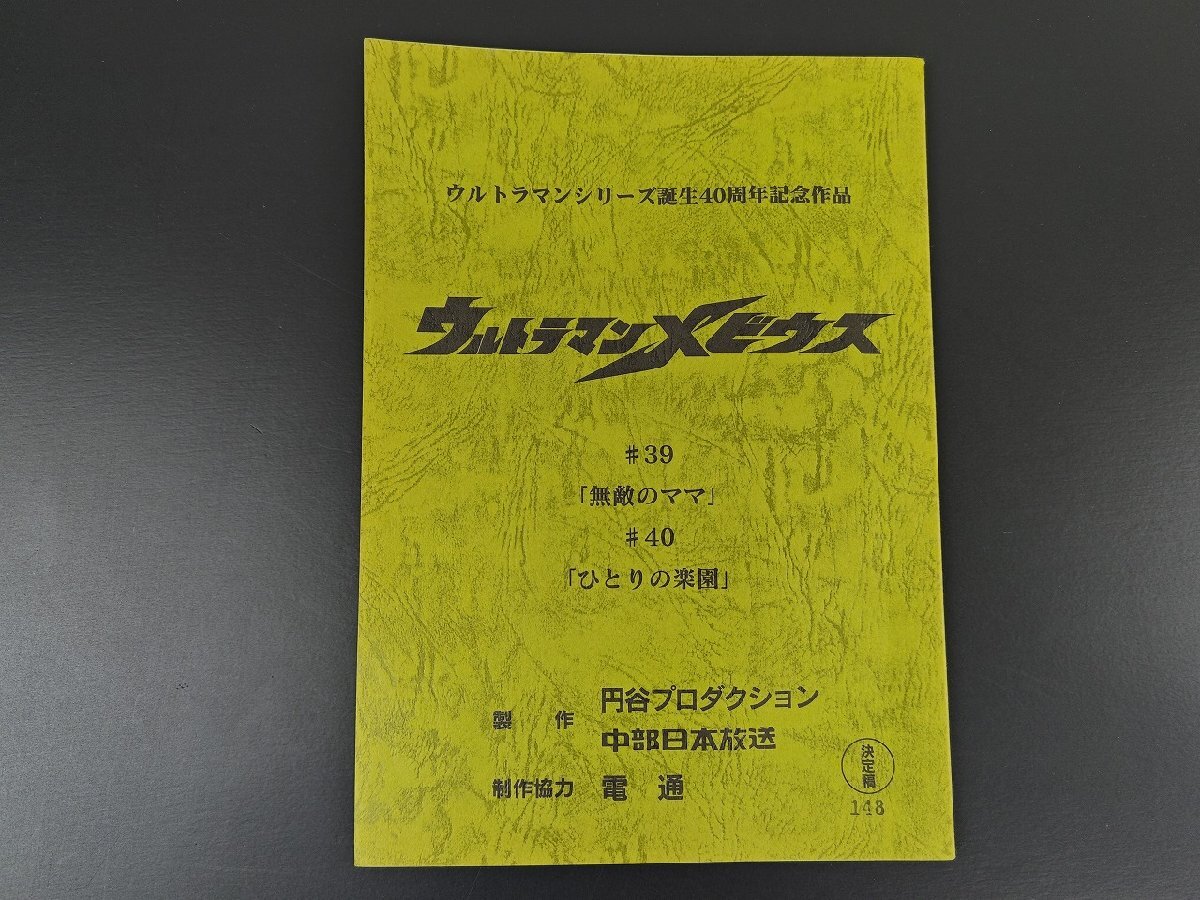 ウルトラマンシリーズ誕生40周年記念作品
ウルトラマンメビウス
♯39
「無敵のママ」
♯40
「ひとりの楽園」
製作 円谷プロダクション
中部日本放送
制作協力 電通
決定稿
148